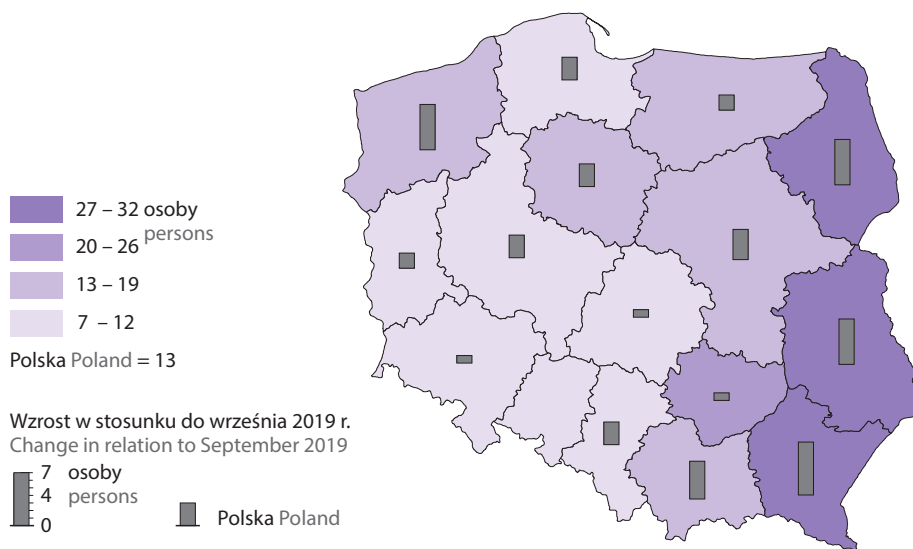 27 – 32 osoby
persons
20 – 26
13 – 19
7 – 12
Polska Poland = 13
Wzrost w stosunku do września 2019 r.
Change in relation to September 2019
7 osoby
4 persons
0
Polska Poland